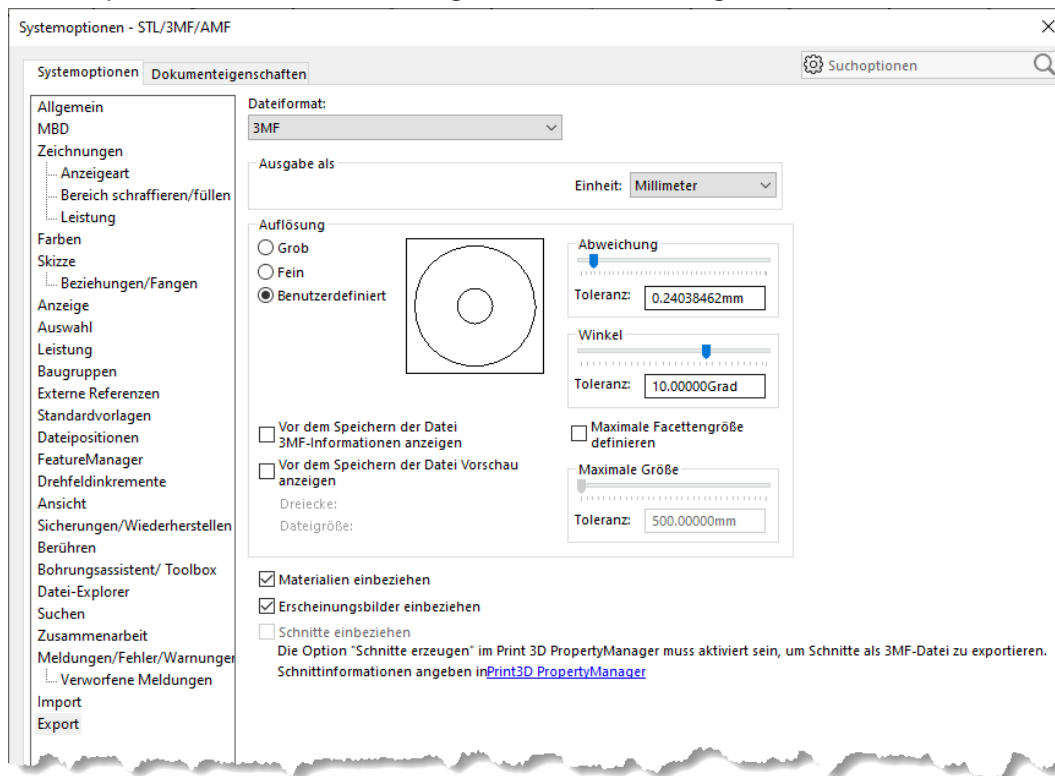 Systemoptionen - STL/3MF/AMF
Systemoptionen
Dokumenteigenschaften
Suchoptionen
Allgemein
MBD
Zeichnungen
Anzeigeart
Bereich schraffieren/füllen
Leistung
Farben
Skizze
Beziehungen/Fangen
Anzeige
Auswahl
Leistung
Baugruppen
Externe Referenzen
Standardvorlagen
Dateipositionen
FeatureManager
Drehfeldinkremente
Ansicht
Sicherungen/Wiederherstellen
Berühren
Bohrungsassistent/ Toolbox
Datei-Explorer
Suchen
Zusammenarbeit
Meldungen/Fehler/Warnunger
Verworfene Meldungen
Import
Export
Dateiformat:
3MF
Ausgabe als
Einheit: Millimeter
Auflösung
Grob
Fein
Benutzerdefiniert
Abweichung
Toleranz: 0.24038462mm
Winkel
Toleranz: 10.00000Grad
Vor dem Speichern der Datei
3MF-Informationen anzeigen
Vor dem Speichern der Datei Vorschau
anzeigen
Dreiecke:
Dateigröße:
Maximale Facettengröße
definieren
Maximale Größe
Toleranz: 500.00000mm
Materialien einbeziehen
Erscheinungsbilder einbeziehen
Schnitte einbeziehen
Die Option "Schnitte erzeugen" im Print 3D PropertyManager muss aktiviert sein, um Schnitte als 3MF-Datei zu exportieren.
Schnittinformationen angeben inPrint3D PropertyManager